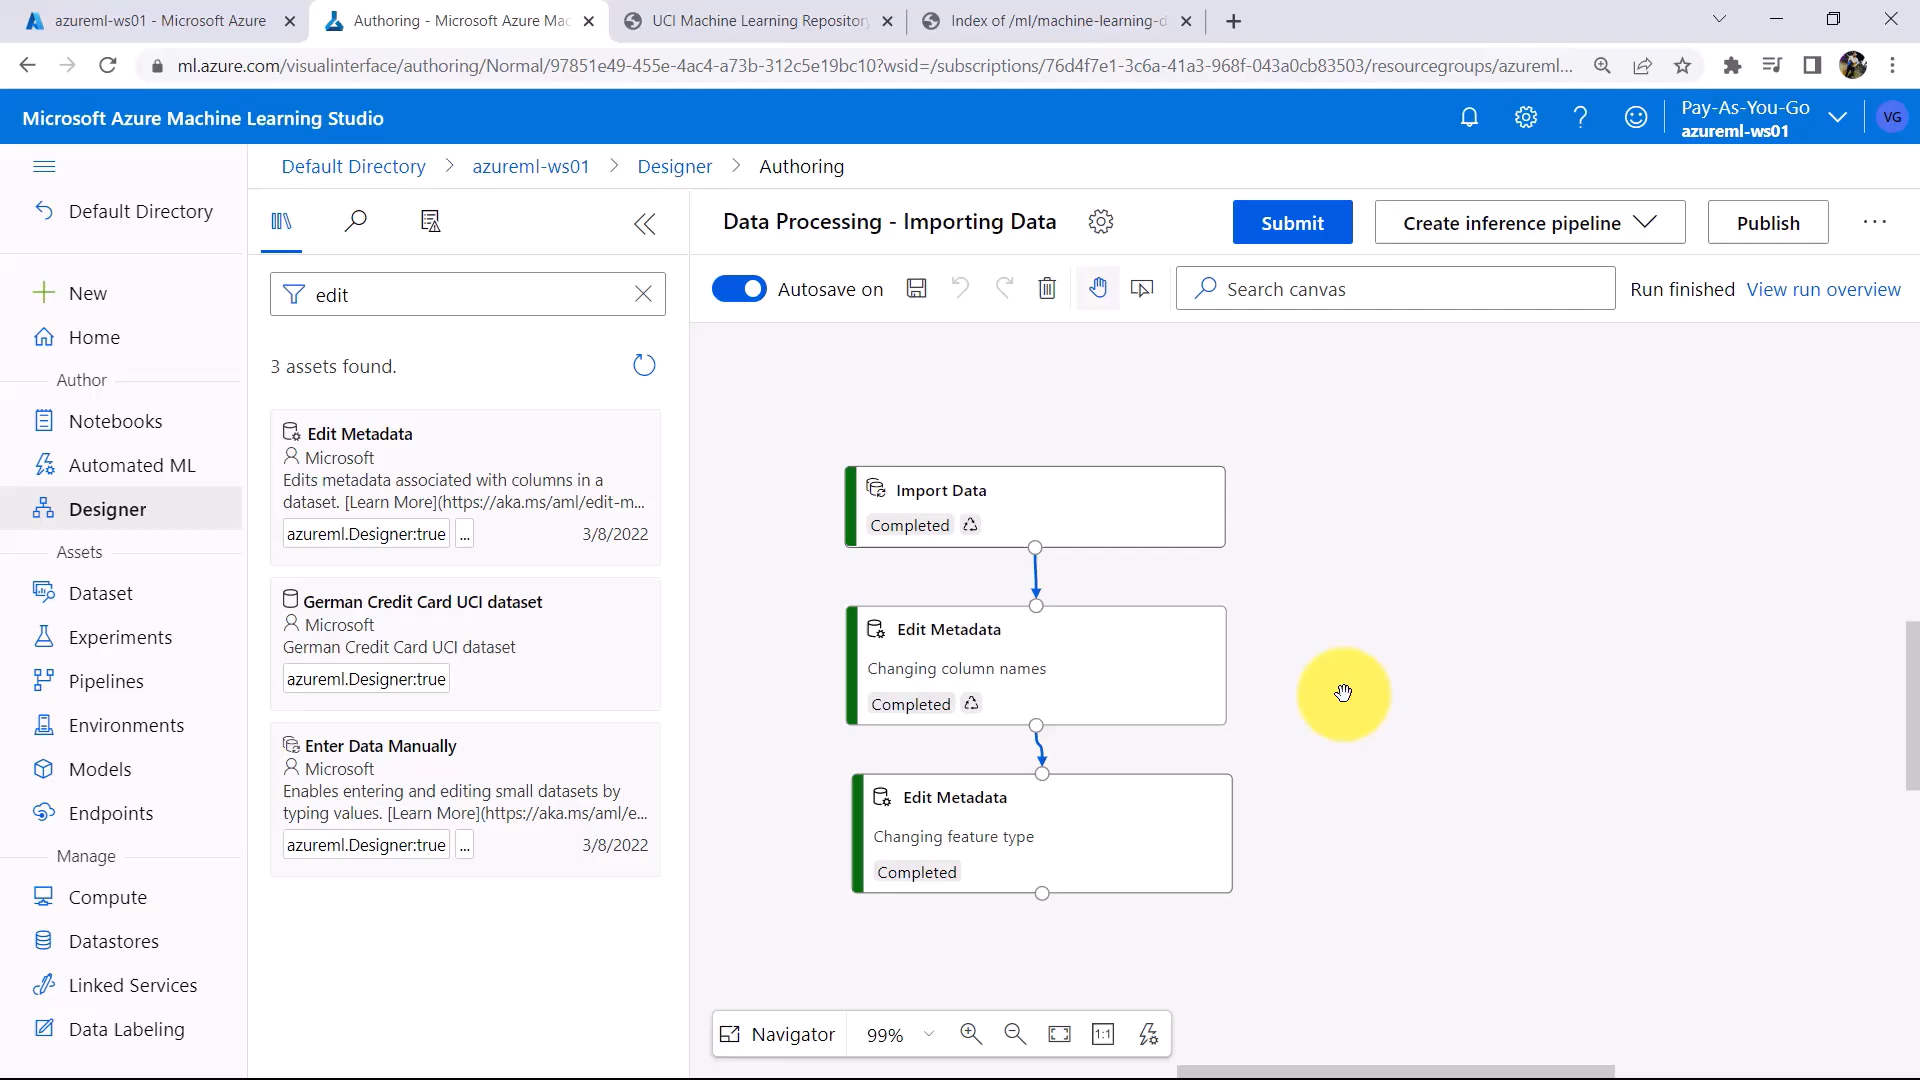 azureml-ws01 - Microsoft Azure
Authoring - Microsoft Azure Mac
UCI Machine Learning Repository
Index of /ml/machine-learning-d
ml.azure.com/visualinterface/authoring/Normal/97851e49-455e-4ac4-a73b-312c5e19bc10?wsid=/subscriptions/76d4f7e1-3c6a-41a3-968f-043a0cb83503/resourcegroups/azureml...
Microsoft Azure Machine Learning Studio
Pay-As-You-Go
azureml-ws01
VG
Default Directory
New
Home
Author
Notebooks
Automated ML
Designer
Assets
Dataset
Experiments
Pipelines
Environments
Models
Endpoints
Manage
Compute
Datastores
Linked Services
Data Labeling
Default Directory > azureml-ws01 > Designer > Authoring
edit
3 assets found.
Edit Metadata
Microsoft
Edits metadata associated with columns in a
dataset. [Learn More](https://aka.ms/aml/edit-m...
azureml.Designer:true ... 3/8/2022
German Credit Card UCI dataset
Microsoft
German Credit Card UCI dataset
azureml.Designer:true
Enter Data Manually
Microsoft
Enables entering and editing small datasets by
typing values. [Learn More](https://aka.ms/aml/e...
azureml.Designer:true ... 3/8/2022
Data Processing - Importing Data
Submit
Create inference pipeline
Publish
...
Autosave on
Search canvas
Run finished View run overview
Import Data
Completed
Edit Metadata
Changing column names
Completed
Edit Metadata
Changing feature type
Completed
Navigator
99%
1:1